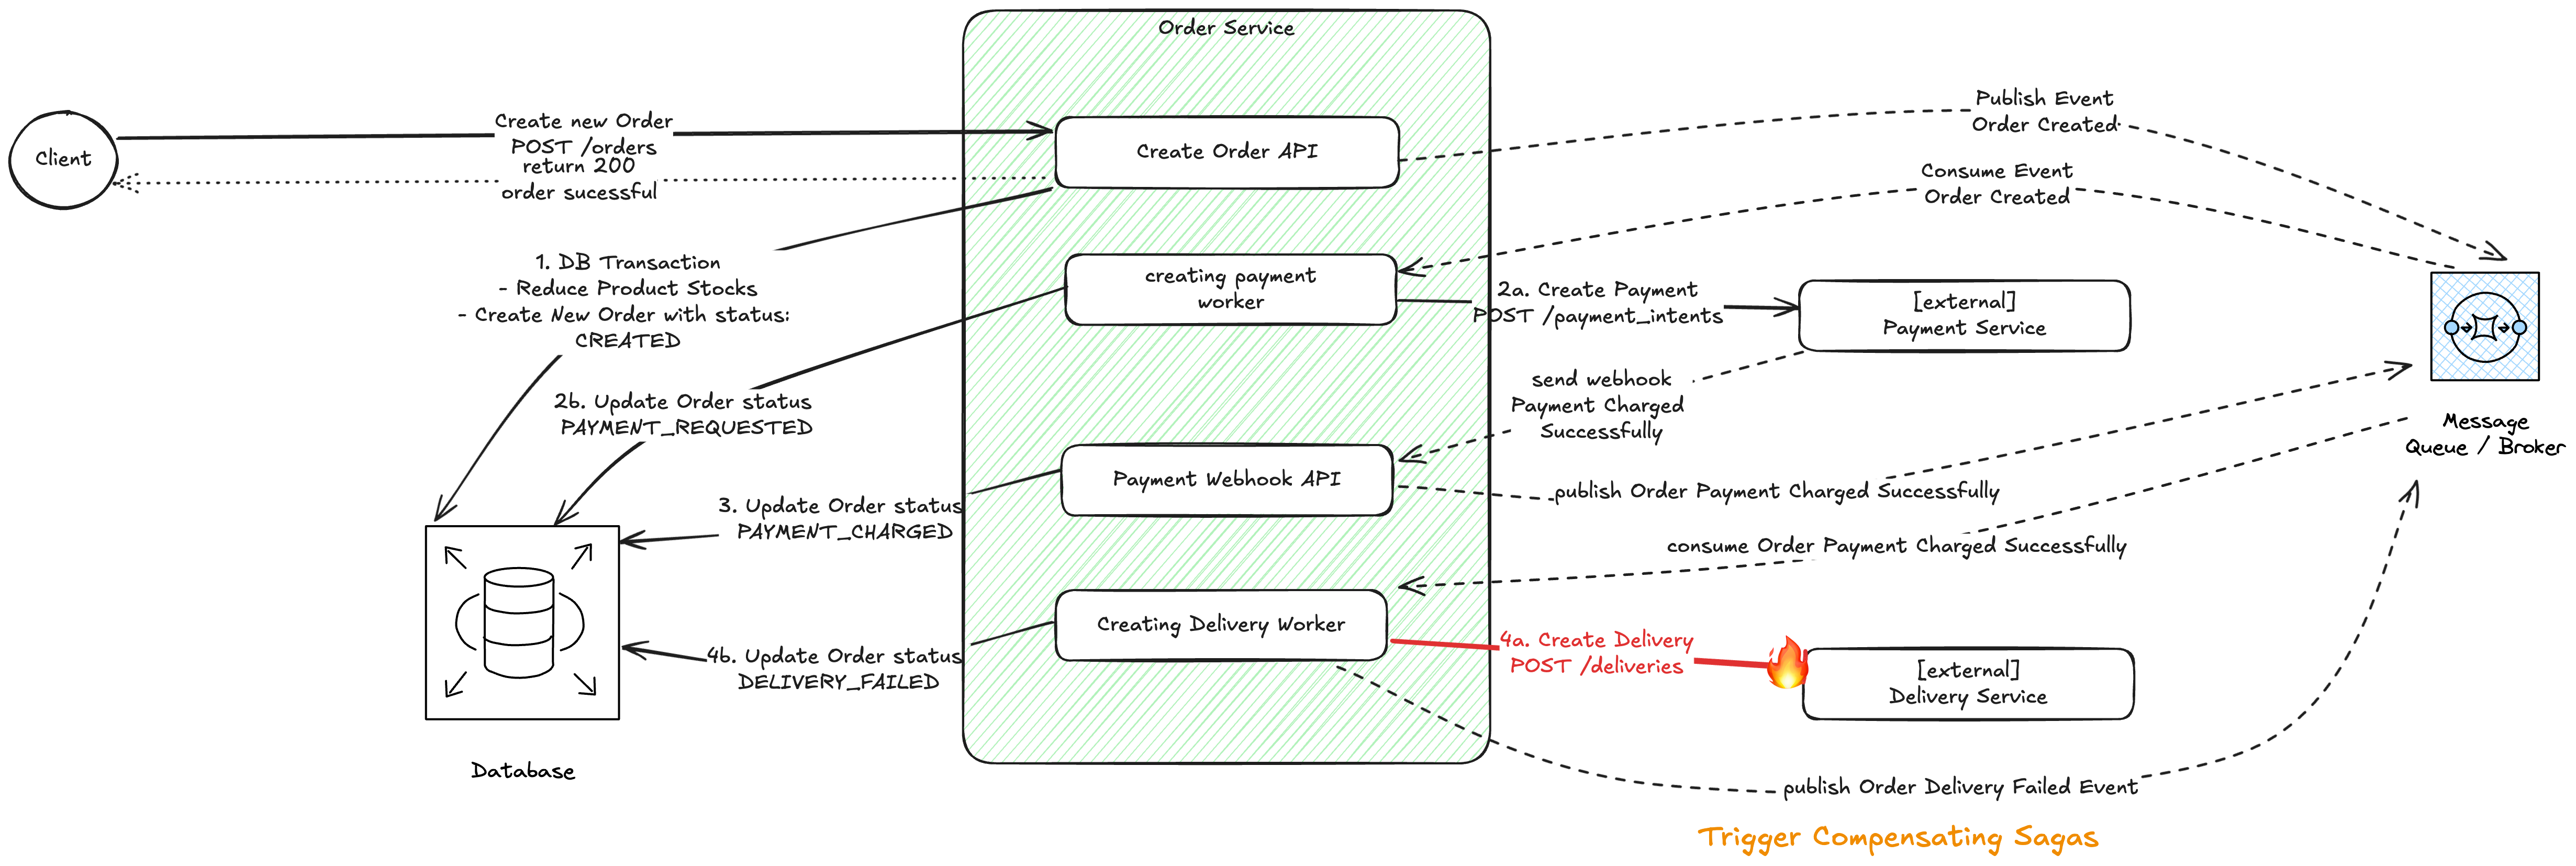 Order Service
Client
Create new Order
POST /orders
return 200
order sucessful
Create Order API
Publish Event
Order Created
Consume Event
Order Created
1. DB Transaction
- Reduce Product Stocks
- Create New Order with status:
CREATED
creating payment
worker
2a. Create Payment
POST /payment_intents
[external]
Payment Service
2b. Update Order status
PAYMENT_REQUESTED
send webhook
Payment Charged
Successfully
Message
Queue / Broker
Payment Webhook API
publish Order Payment Charged Successfully
3. Update Order status
PAYMENT_CHARGED
consume Order Payment Charged Successfully
Creating Delivery Worker
4a. Create Delivery
POST /deliveries
[external]
Delivery Service
4b. Update Order status
DELIVERY_FAILED
Database
publish Order Delivery Failed Event
Trigger Compensating Sagas